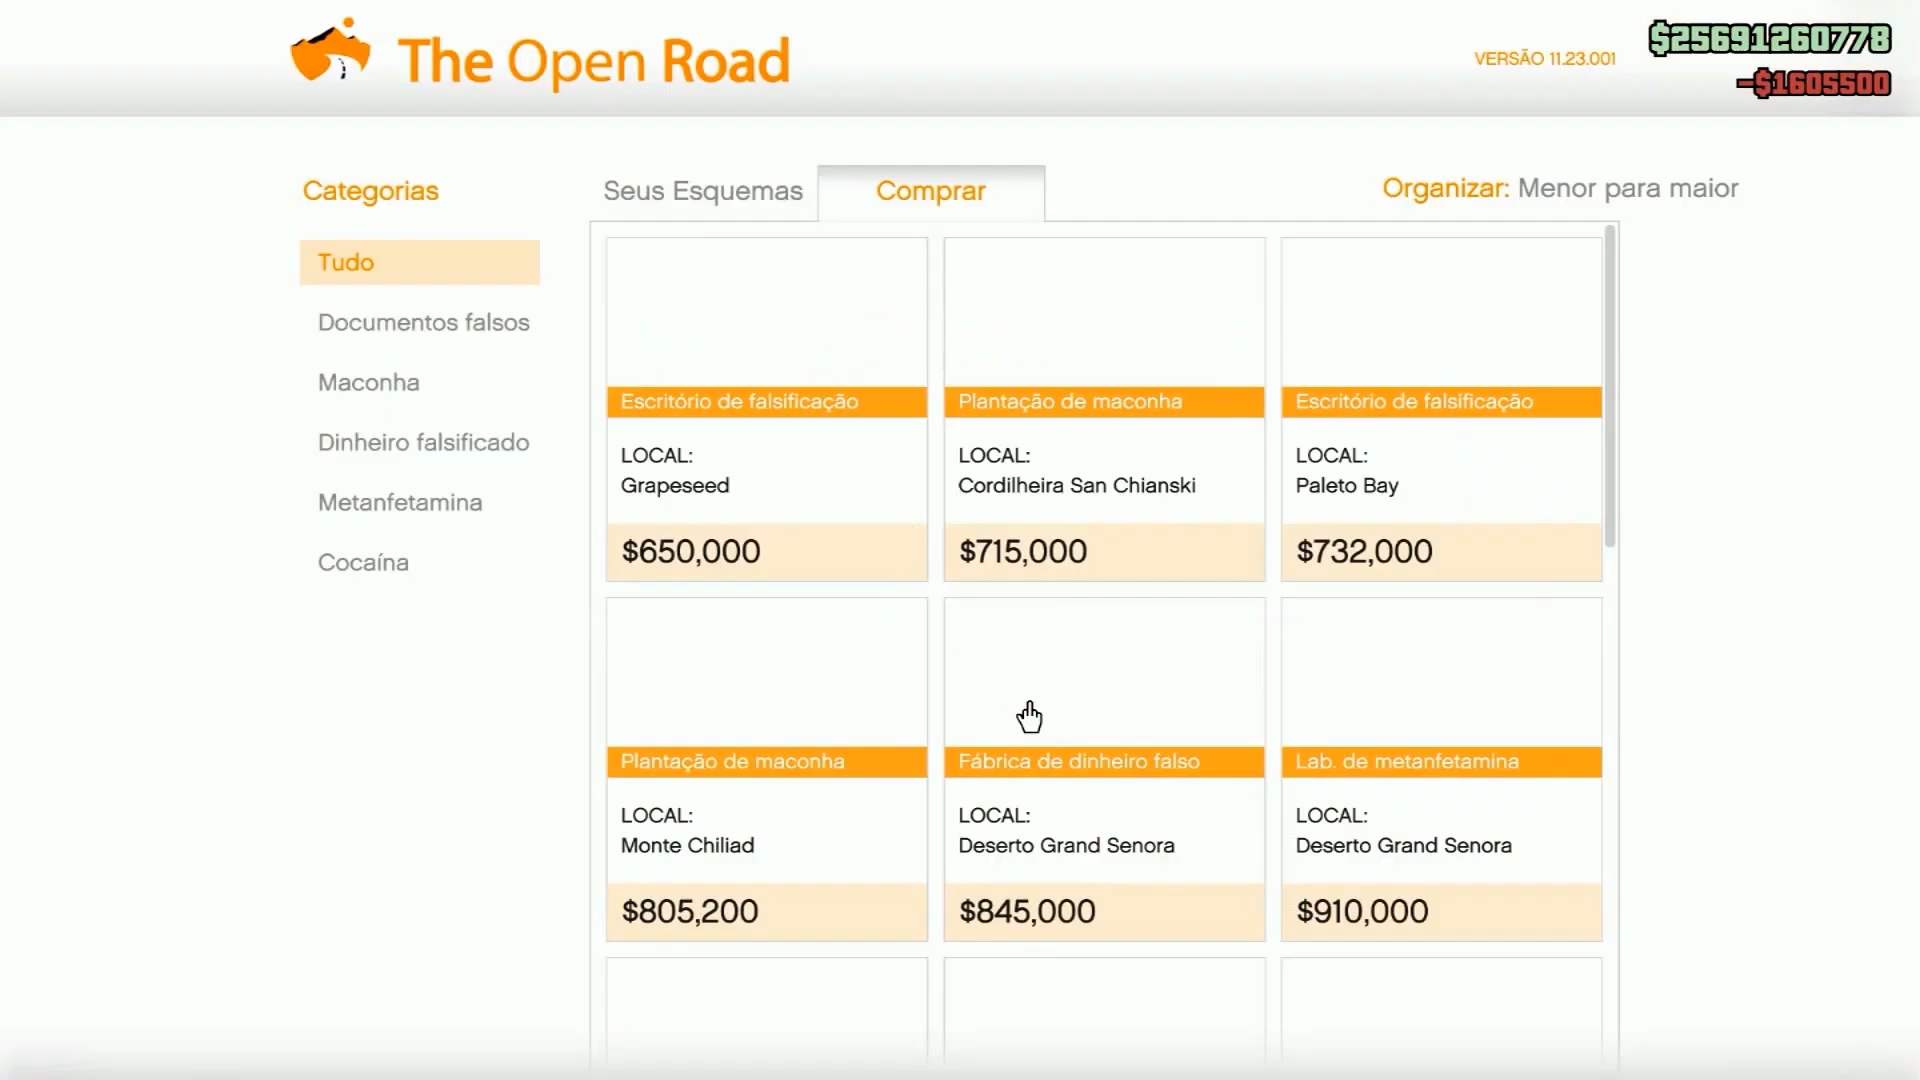 The Open Road
VERSÃO 11.23.001
$25691260778
-$1605500
Categorias
Seus Esquemas
Comprar
Organizar: Menor para maior
Tudo
Documentos falsos
Maconha
Dinheiro falsificado
Metanfetamina
Cocaína
Escritório de falsificação
LOCAL:
Grapeseed
$650,000
Plantação de maconha
LOCAL:
Cordilheira San Chianski
$715,000
Escritório de falsificação
LOCAL:
Paleto Bay
$732,000
Plantação de maconha
LOCAL:
Monte Chiliad
$805,200
Fábrica de dinheiro falso
LOCAL:
Deserto Grand Senora
$845,000
Lab. de metanfetamina
LOCAL:
Deserto Grand Senora
$910,000